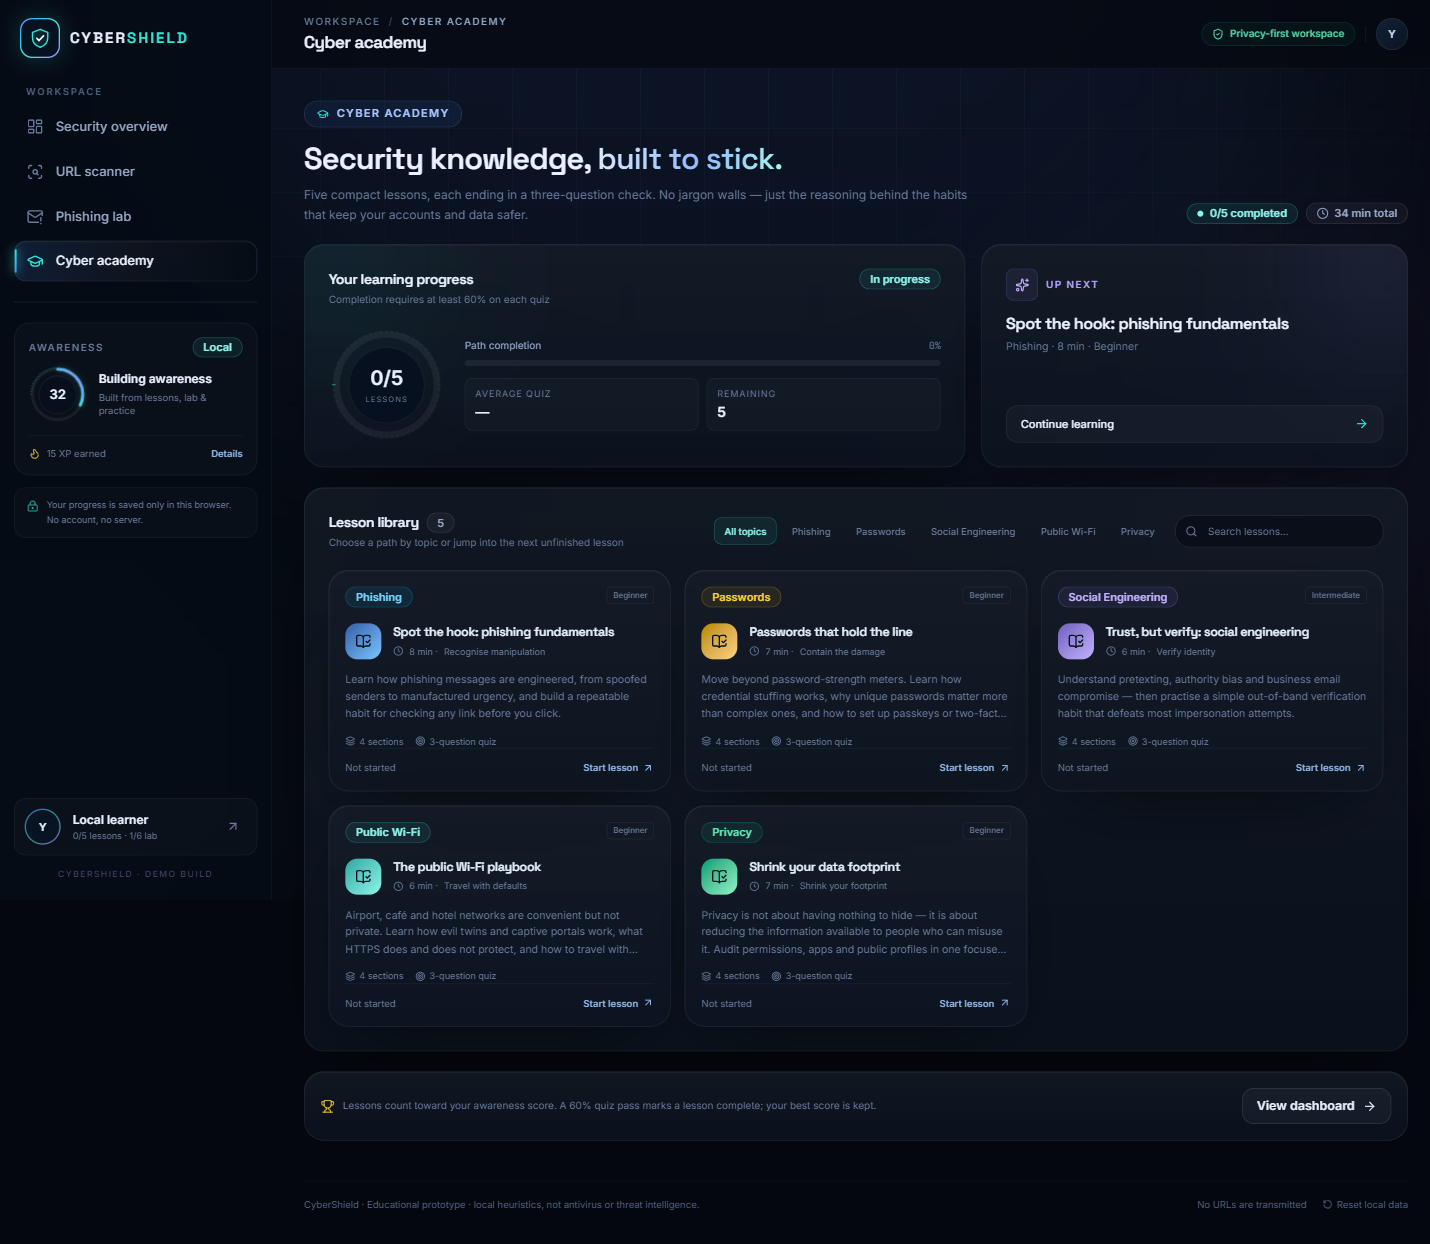 CYBERSHIELD
WORKSPACE
Security overview
URL scanner
Phishing lab
Cyber academy
AWARENESS
Local
32
Building awareness
Built from lessons, lab &
practice
15 XP earned
Details
Your progress is saved only in this browser.
No account, no server.
Y
Local learner
0/5 lessons · 1/6 lab
CYBERSHIELD · DEMO BUILD
WORKSPACE / CYBER ACADEMY
Cyber academy
Privacy-first workspace
Y
CYBER ACADEMY
Security knowledge, built to stick.
Five compact lessons, each ending in a three-question check. No jargon walls — just the reasoning behind the habits
that keep your accounts and data safer.
0/5 completed
34 min total
Your learning progress
Completion requires at least 60% on each quiz
In progress
0/5
LESSONS
Path completion
0%
AVERAGE QUIZ
—
REMAINING
5
UP NEXT
Spot the hook: phishing fundamentals
Phishing · 8 min · Beginner
Continue learning
Lesson library 5
Choose a path by topic or jump into the next unfinished lesson
All topics
Phishing
Passwords
Social Engineering
Public Wi-Fi
Privacy
Search lessons...
Phishing
Beginner
Spot the hook: phishing fundamentals
8 min · Recognise manipulation
Learn how phishing messages are engineered, from spoofed
senders to manufactured urgency, and build a repeatable
habit for checking any link before you click.
4 sections 3-question quiz
Not started
Start lesson
Passwords
Beginner
Passwords that hold the line
7 min · Contain the damage
Move beyond password-strength meters. Learn how
credential stuffing works, why unique passwords matter more
than complex ones, and how to set up passkeys or two-fact...
4 sections 3-question quiz
Not started
Start lesson
Social Engineering
Intermediate
Trust, but verify: social engineering
6 min · Verify identity
Understand pretexting, authority bias and business email
compromise — then practise a simple out-of-band verification
habit that defeats most impersonation attempts.
4 sections 3-question quiz
Not started
Start lesson
Public Wi-Fi
Beginner
The public Wi-Fi playbook
6 min · Travel with defaults
Airport, café and hotel networks are convenient but not
private. Learn how evil twins and captive portals work, what
HTTPS does and does not protect, and how to travel with...
4 sections 3-question quiz
Not started
Start lesson
Privacy
Beginner
Shrink your data footprint
7 min · Shrink your footprint
Privacy is not about having nothing to hide — it is about
reducing the information available to people who can misuse
it. Audit permissions, apps and public profiles in one focuse...
4 sections 3-question quiz
Not started
Start lesson
Lessons count toward your awareness score. A 60% quiz pass marks a lesson complete; your best score is kept.
View dashboard
CyberShield · Educational prototype · local heuristics, not antivirus or threat intelligence.
No URLs are transmitted
Reset local data